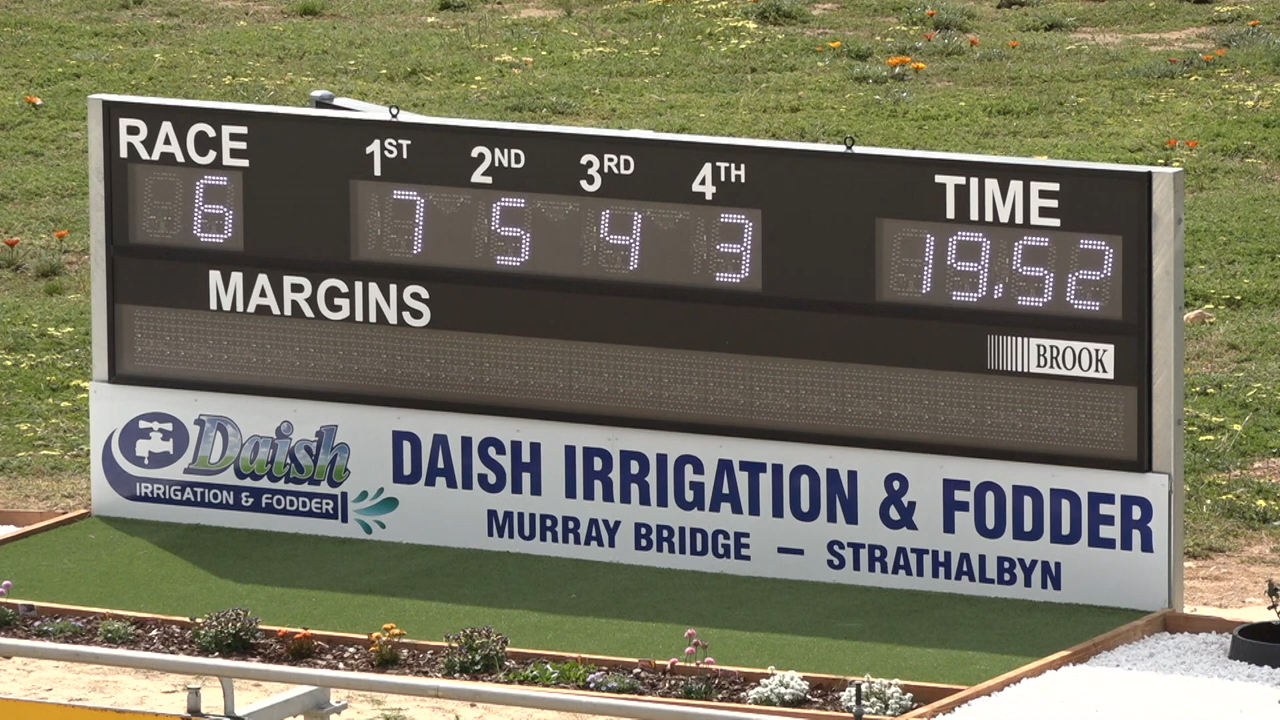 RACE 1ST 2ND 3RD 4TH TIME
6 7 5 4 3 19.52
MARGINS
BROOK
Daish
IRRIGATION & FODDER
DAISH IRRIGATION & FODDER
MURRAY BRIDGE — STRATHALBYN